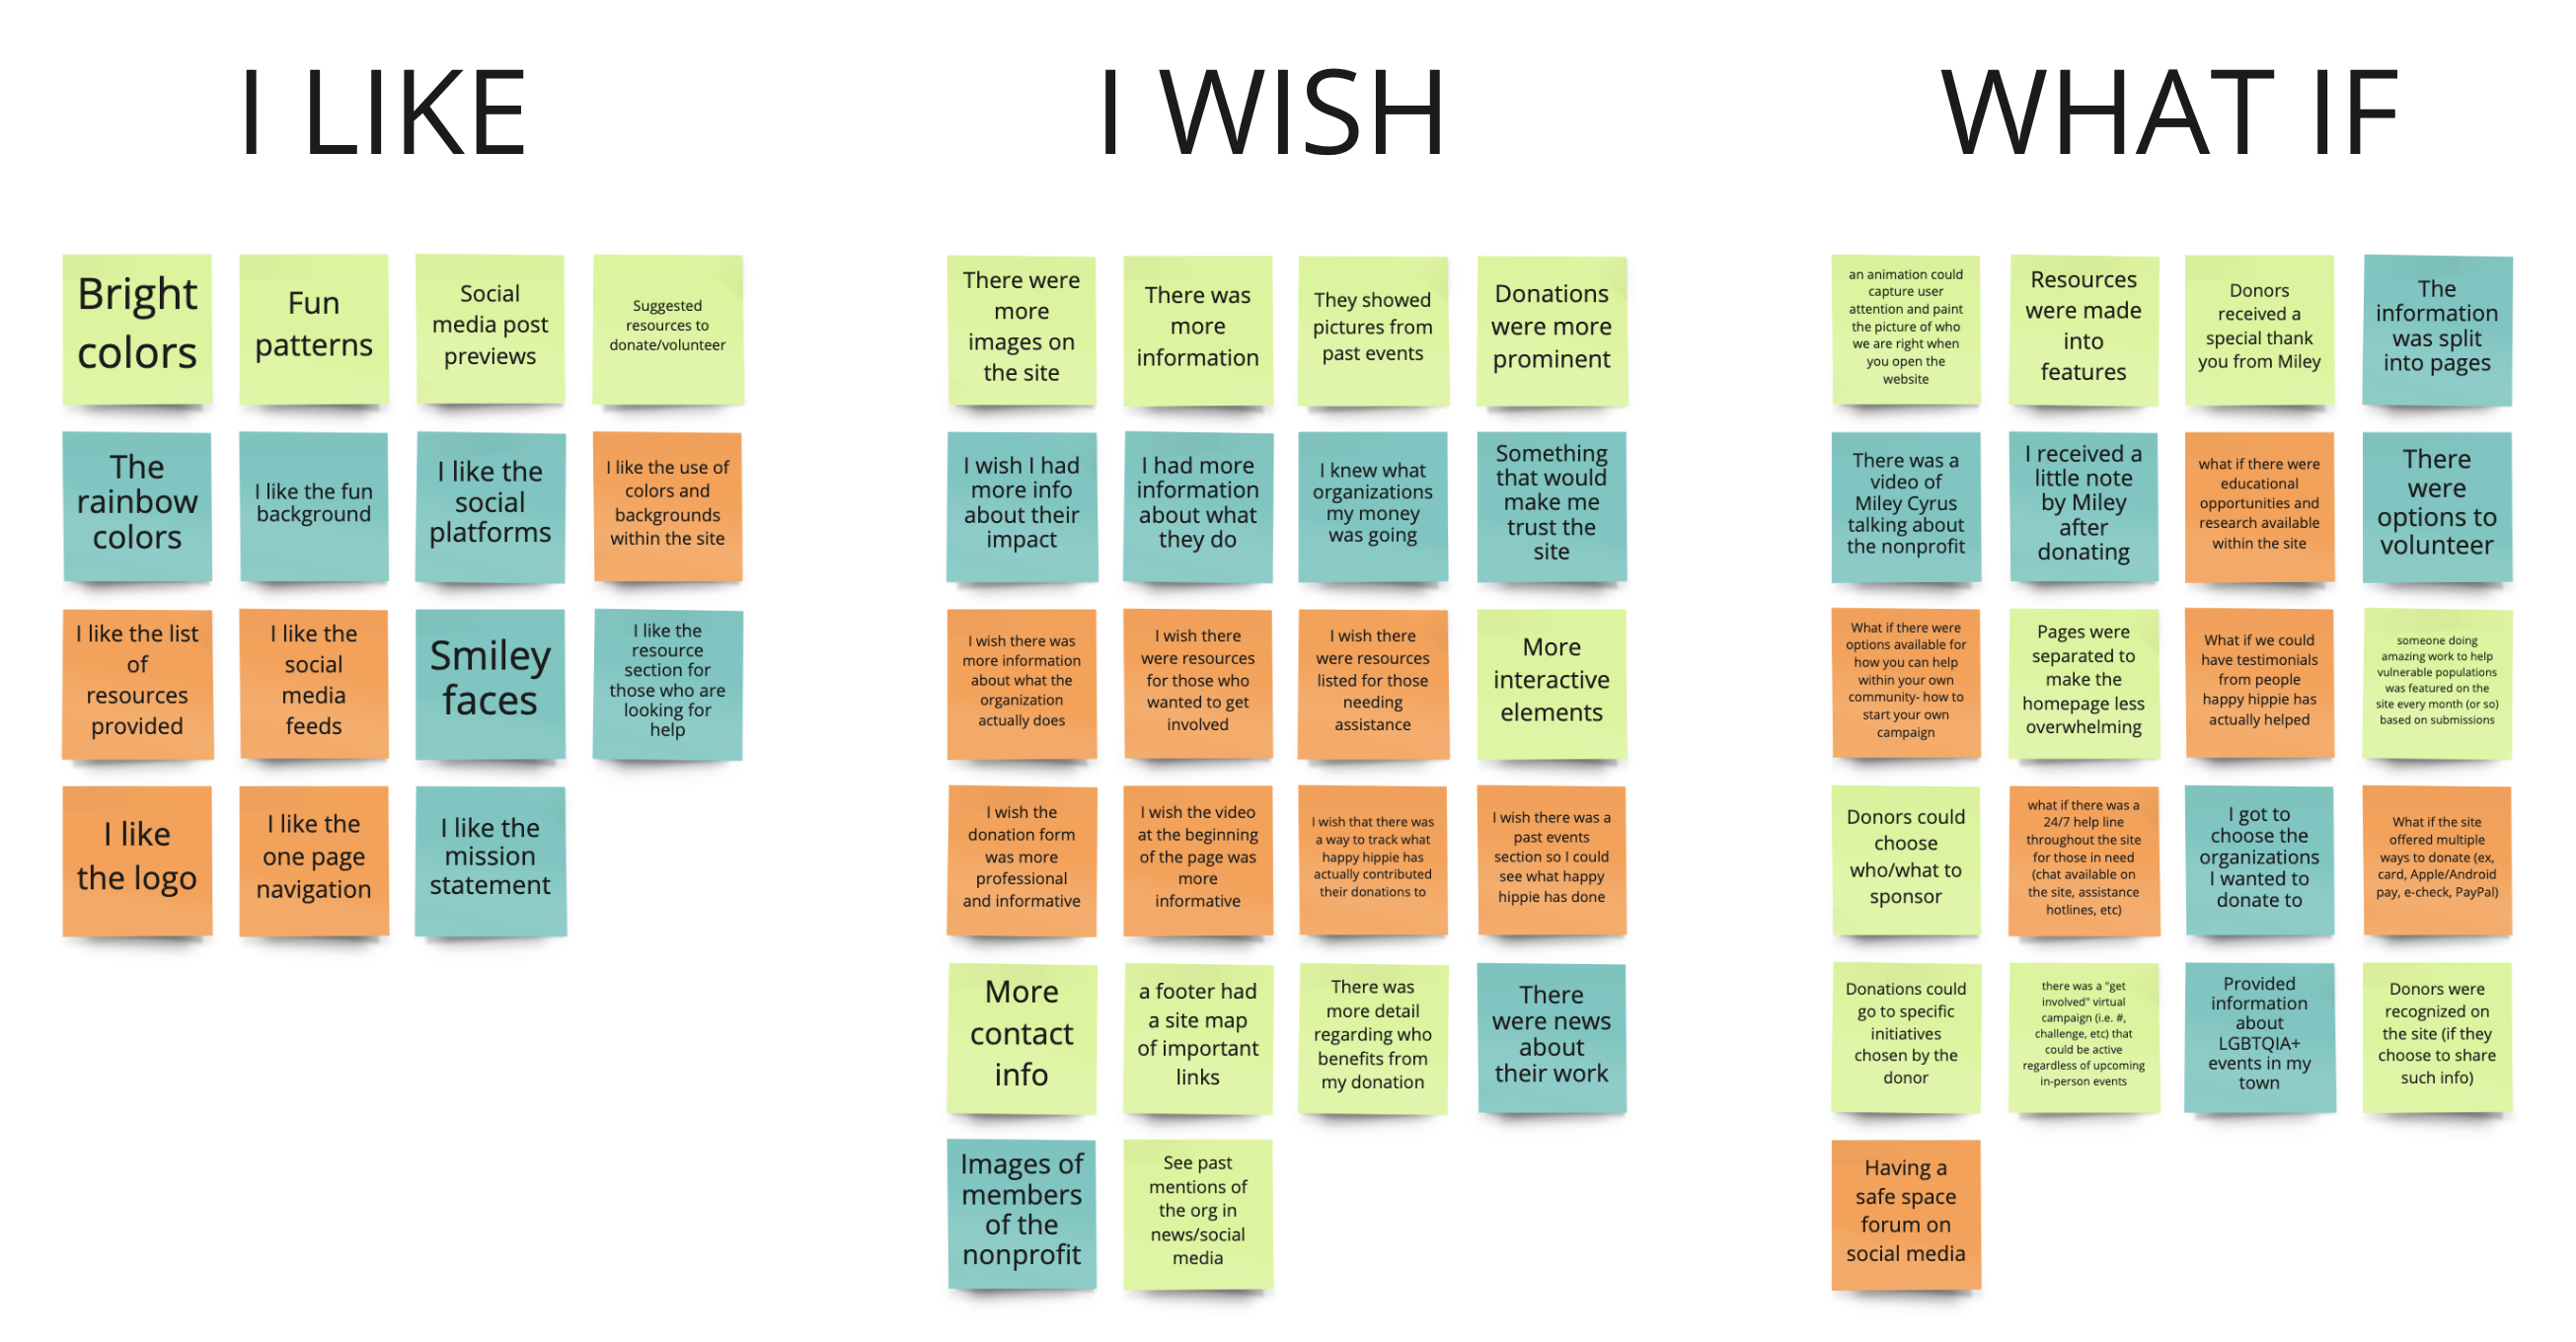 I LIKE
Bright
colors
Fun
patterns
Social
media post
previews
Suggested
resources to
donate/volunteer
The
rainbow
colors
I like the fun
background
I like the
social
platforms
I like the use of
colors and
backgrounds
within the site
I like the list
of
resources
provided
I like the
social
media
feeds
Smiley
faces
I like the
resource
section for
those who are
looking for
help
I like
the logo
I like the
one page
navigation
I like the
mission
statement
I WISH
There were
more
images on
the site
There was
more
information
They showed
pictures from
past events
Donations
were more
prominent
I wish I had
more info
about their
impact
I had more
information
about what
they do
I knew what
organizations
my money
was going
Something
that would
make me
trust the
site
I wish there was
more information
about what the
organization
actually does
I wish there
were resources
for those who
wanted to get
involved
I wish there
were resources
listed for those
needing
assistance
More
interactive
elements
I wish the
donation form
was more
professional
and informative
I wish the video
at the beginning
of the page was
more
informative
I wish that there was
a way to track what
happy hippie has
actually contributed
their donations to
I wish there was a
past events
section so I could
see what happy
hippie has done
More
contact
info
a footer had
a site map
of important
links
There was
more detail
regarding who
benefits from
my donation
There
were news
about
their work
Images of
members
of the
nonprofit
See past
mentions of
the org in
news/social
media
WHAT IF
an animation could
capture user
attention and paint
the picture of who
we are right when
you open the
website
Resources
were made
into
features
Donors
received a
special thank
you from Miley
The
information
was split
into pages
There was a
video of
Miley Cyrus
talking about
the nonprofit
I received a
little note
by Miley
after
donating
what if there were
educational
opportunities and
research available
within the site
There
were
options to
volunteer
What if there were
options available for
how you can help
within your own
community- how to
start your own
campaign
Pages were
separated to
make the
homepage less
overwhelming
What if we could
have testimonials
from people
happy hippie has
actually helped
someone doing
amazing work to help
vulnerable populations
was featured on the
site every month (or so)
based on submissions
Donors could
choose
who/what to
sponsor
what if there was a
24/7 help line
throughout the site
for those in need
(chat available on
the site, assistance
hotlines, etc)
I got to
choose the
organizations
I wanted to
donate to
What if the site
offered multiple
ways to donate (ex,
card, Apple/Android
pay, e-check, PayPal)
Donations could
go to specific
initiatives
chosen by the
donor
there was a "get
involved" virtual
campaign (i.e. #,
challenge, etc) that
could be active
regardless of upcoming
in-person events
Provided
information
about
LGBTQIA+
events in my
town
Donors were
recognized on
the site (if they
choose to share
such info)
Having a
safe space
forum on
social media